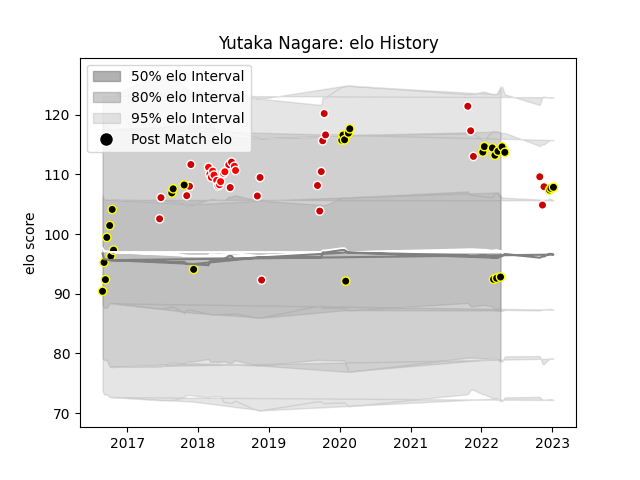 Yutaka Nagare: elo History
50% elo Interval
80% elo Interval
95% elo Interval
Post Match elo
elo score
120
110
100
90
80
70
2017 2018 2019 2020 2021 2022 2023